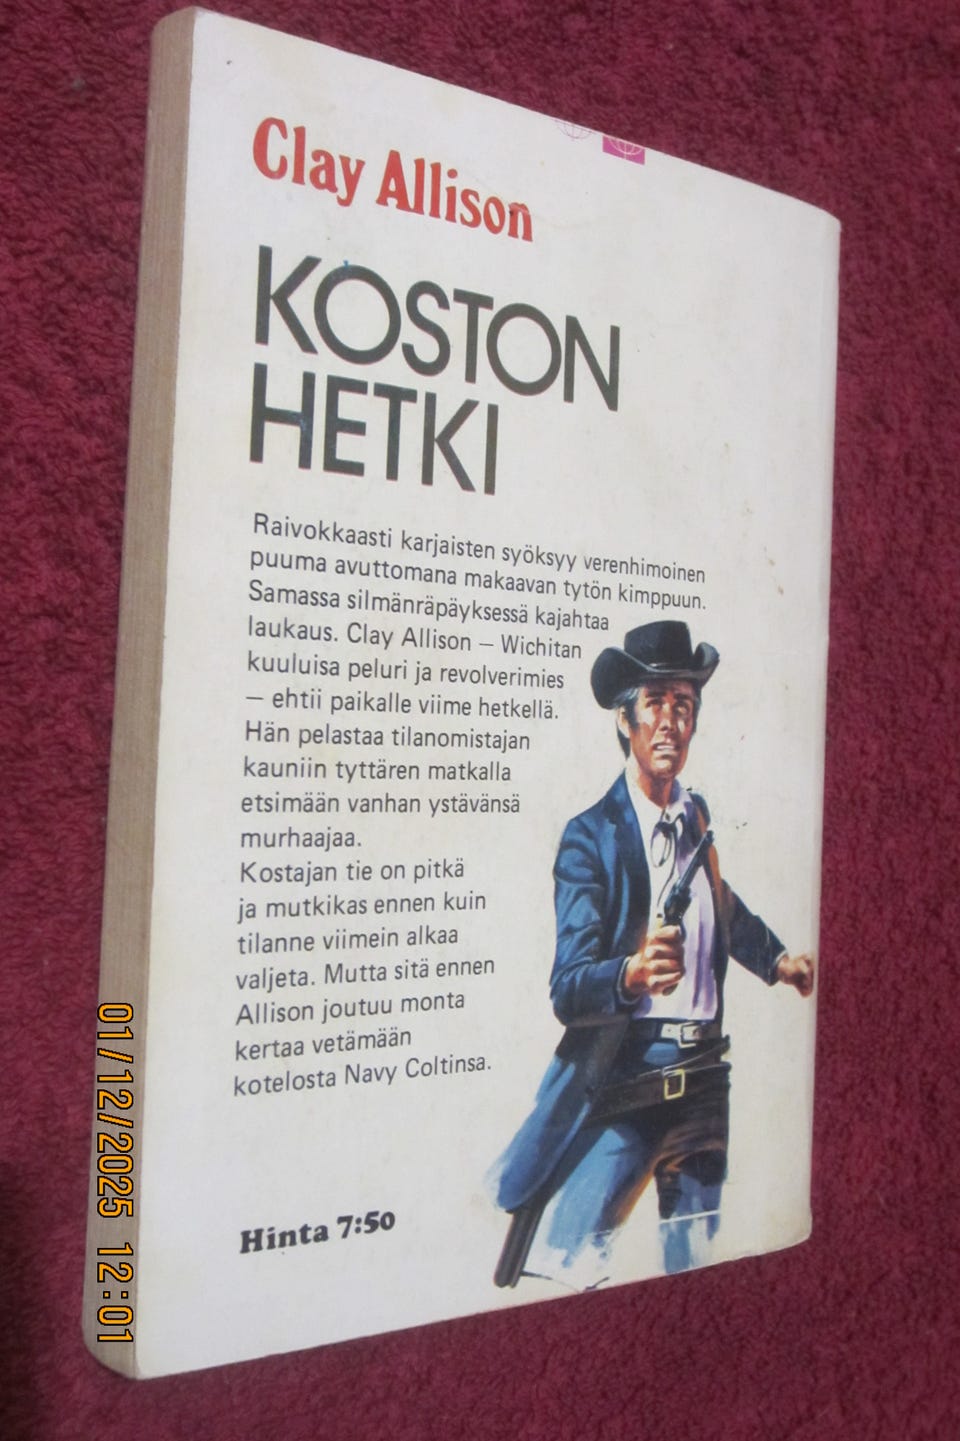 Clay Allison
KOSTON
HETKI
Raivokkaasti karjaisten syöksyy verenhimoinen
puuma avuttomana makaavan tytön kimppuun.
Samassa silmänräpäyksessä kajahtaa
laukaus. Clay Allison – Wichitan
kuuluisa peluri ja revolverimies
– ehtii paikalle viime hetkellä.
Hän pelastaa tilanomistajan
kauniin tyttären matkalla
etsimään vanhan ystävänsä
murhaajaa.
Kostajan tie on pitkä
ja mutkikas ennen kuin
tilanne viimein alkaa
valjeta. Mutta sitä ennen
Allison joutuu monta
kertaa vetämään
kotelosta Navy Coltinsa.
Hinta 7:50
01/12/2025 12:01